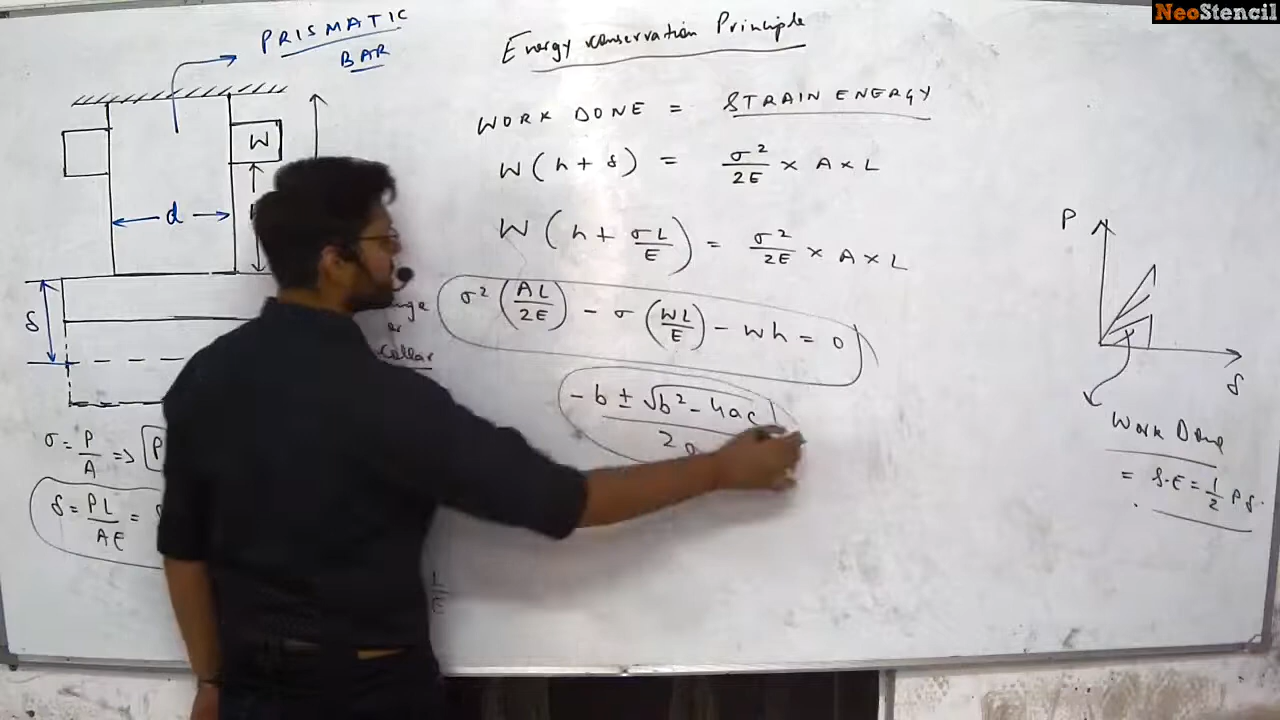 NeoStencil
PRISMATIC
BAR
W
d
δ
Collar
σ = P/A ⇒ P
δ = PL/AE =
Energy conservation Principle
WORK DONE = STRAIN ENERGY
W(h + δ) = σ²/2E × A × L
W(h + σL/E) = σ²/2E × A × L
σ²(AL/2E) - σ(WL/E) - Wh = 0
-b ± √b² - 4ac / 2a
P
δ
Work Done
= S.E = 1/2 Pδ.